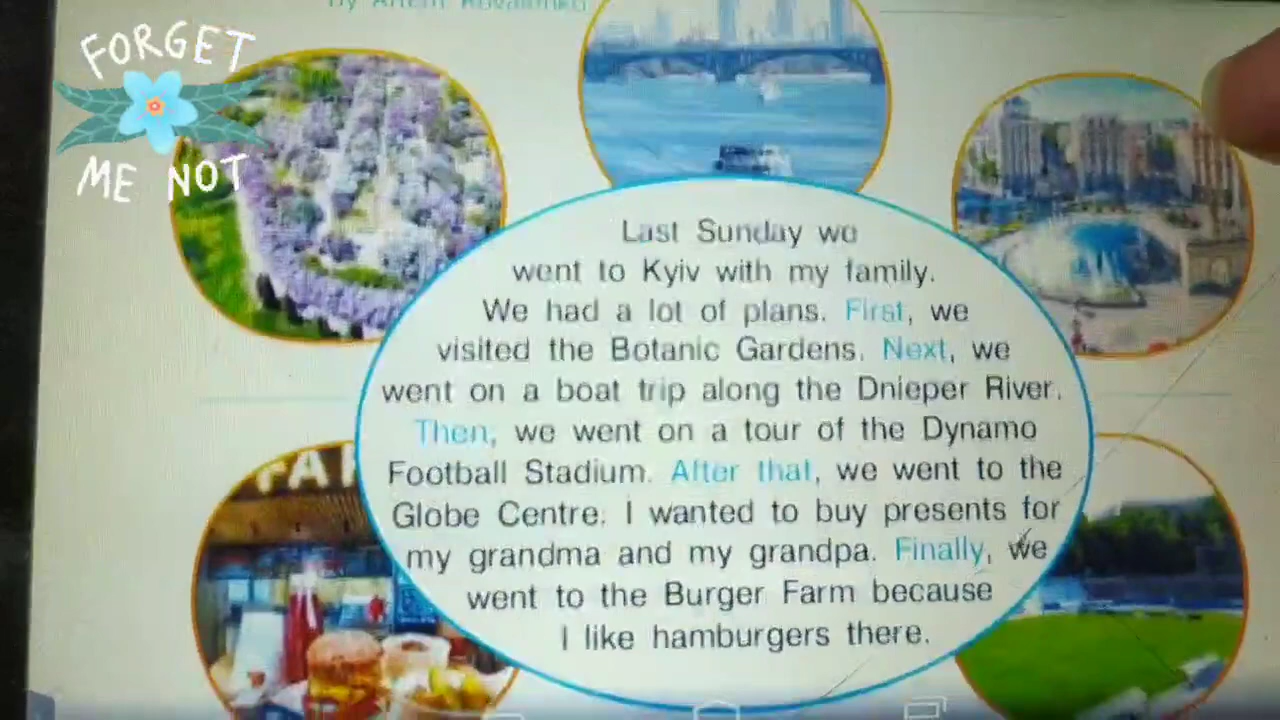 By Artem Kovalenko
FORGET
ME NOT
Last Sunday we
went to Kyiv with my family.
We had a lot of plans. First, we
visited the Botanic Gardens. Next, we
went on a boat trip along the Dnieper River.
Then, we went on a tour of the Dynamo
Football Stadium. After that, we went to the
Globe Centre. I wanted to buy presents for
my grandma and my grandpa. Finally, we
went to the Burger Farm because
I like hamburgers there.